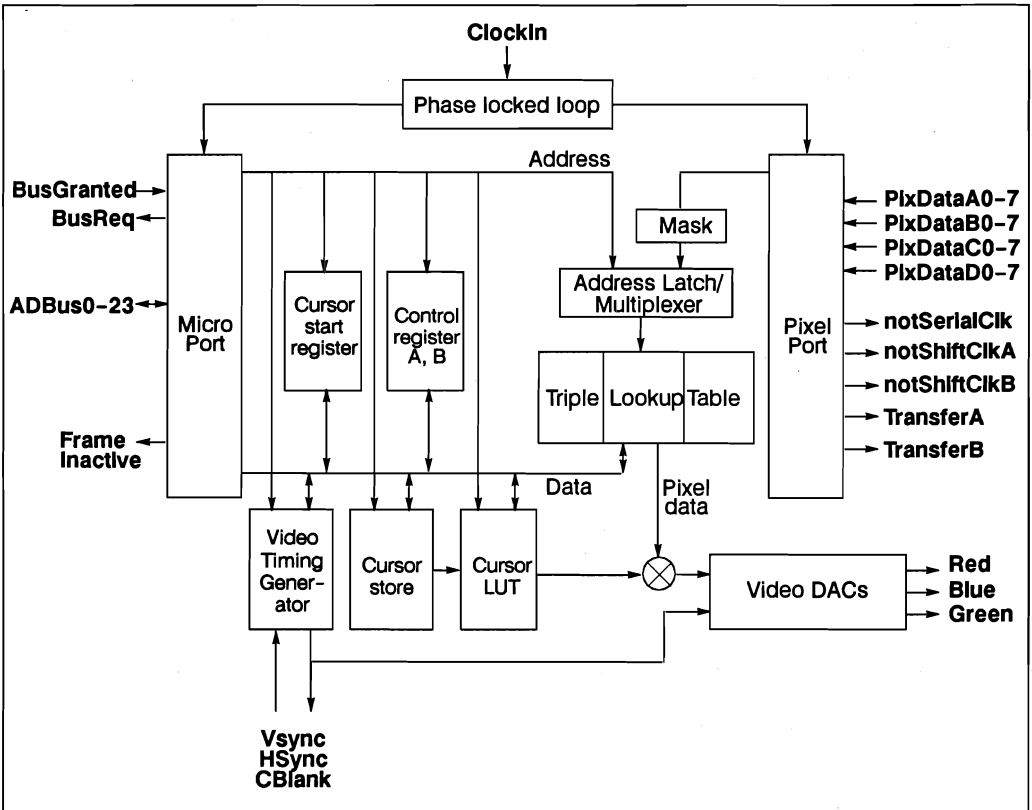 ClockIn
Phase locked loop
Address
BusGranted
BusReq
ADBus0-23
Frame
Inactive
Micro
Port
Cursor
start
register
Control
register
A, B
Mask
Address Latch/
Multiplexer
Triple Lookup Table
Pixel
Port
PixDataA0-7
PixDataB0-7
PixDataC0-7
PixDataD0-7
notSerialClk
notShiftClkA
notShiftClkB
TransferA
TransferB
Data
Pixel
data
Video
Timing
Gener-
ator
Cursor
store
Cursor
LUT
Video DACs
Red
Blue
Green
Vsync
HSync
CBlank